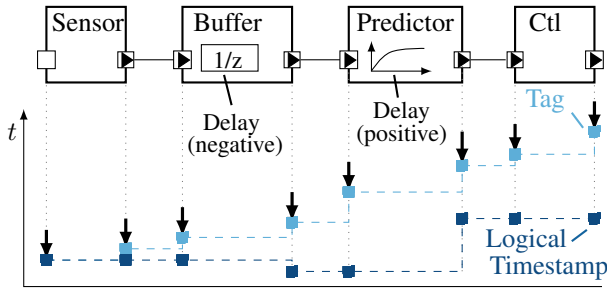 Sensor Buffer Predictor Ctl
1/z
Delay
(negative)
Delay
(positive)
Tag
t
Logical
Timestamp